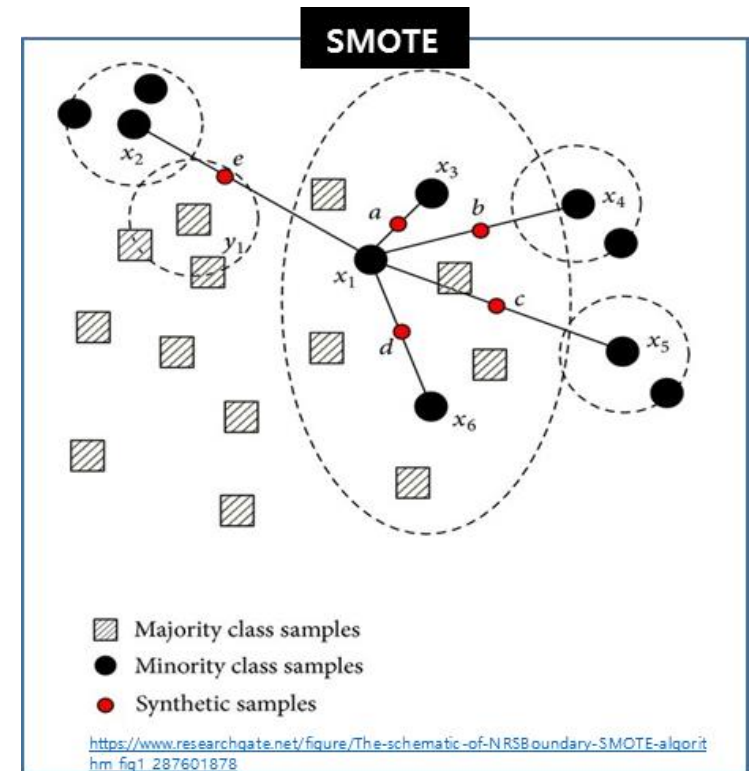 SMOTE
x2
e
x3
x4
a
b
y1
x1
c
d
x5
x6
Majority class samples
Minority class samples
Synthetic samples
https://www.researchgate.net/figure/The-schematic-of-NRSBoundary-SMOTE-algorit
hm_fig1_287601878